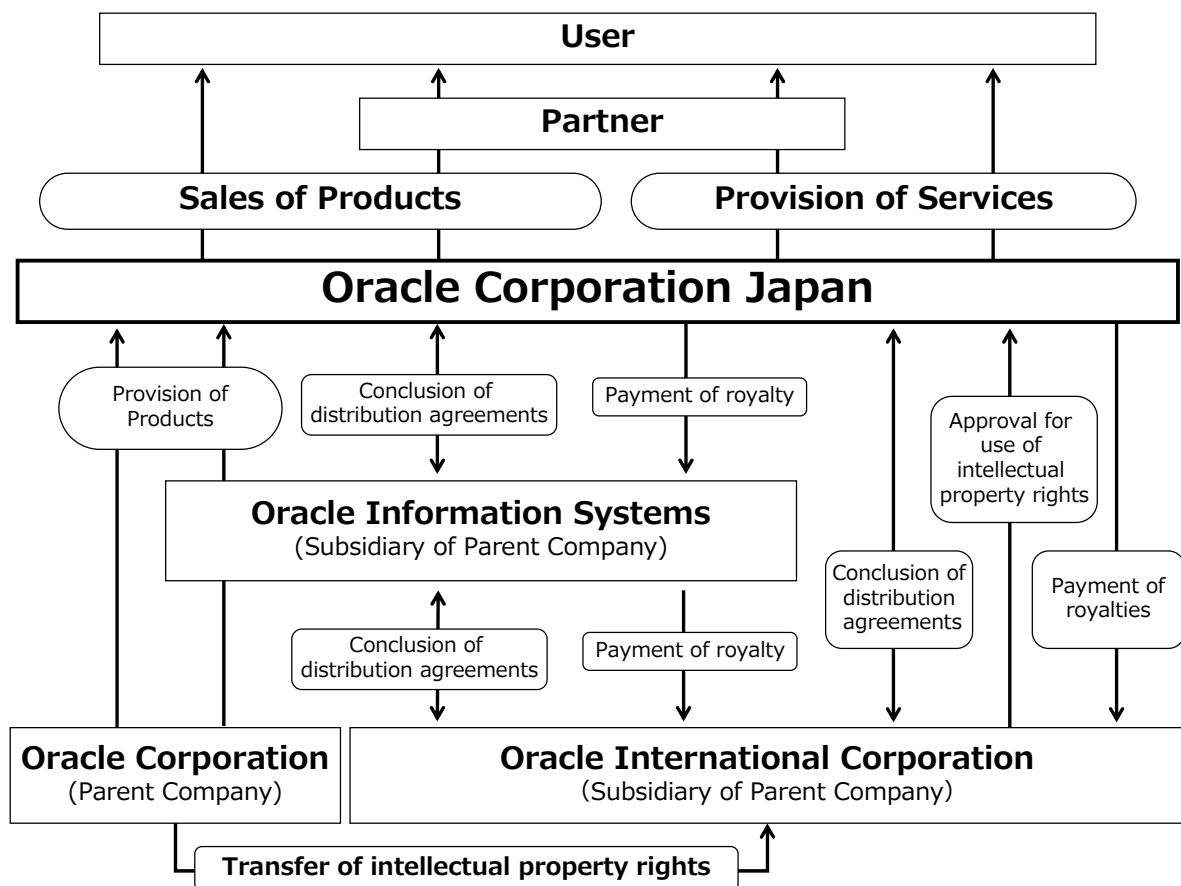 User
Partner
Sales of Products
Provision of Services
Oracle Corporation Japan
Provision of
Products
Conclusion of
distribution agreements
Payment of royalty
Approval for
use of
intellectual
property rights
Oracle Information Systems
(Subsidiary of Parent Company)
Conclusion of
distribution
agreements
Payment of
royalties
Conclusion of
distribution agreements
Payment of royalty
Oracle Corporation
(Parent Company)
Oracle International Corporation
(Subsidiary of Parent Company)
Transfer of intellectual property rights